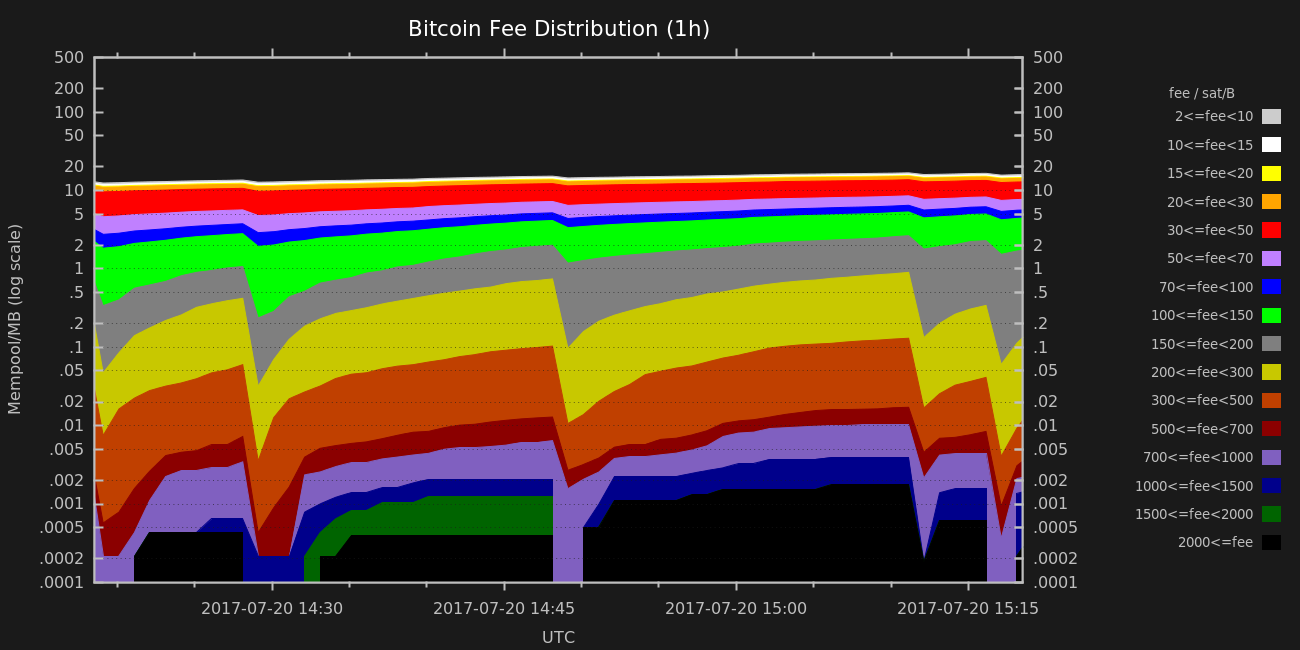 Bitcoin Fee Distribution (1h)
500
200
100
50
20
10
5
2
1
.5
.2
.1
.05
.02
.01
.005
.002
.001
.0005
.0002
.0001
Mempool/MB (log scale)
500
200
100
50
20
10
5
2
1
.5
.2
.1
.05
.02
.01
.005
.002
.001
.0005
.0002
.0001
2017-07-20 14:30
2017-07-20 14:45
2017-07-20 15:00
2017-07-20 15:15
UTC
fee / sat/B
2<=fee<10
10<=fee<15
15<=fee<20
20<=fee<30
30<=fee<50
50<=fee<70
70<=fee<100
100<=fee<150
150<=fee<200
200<=fee<300
300<=fee<500
500<=fee<700
700<=fee<1000
1000<=fee<1500
1500<=fee<2000
2000<=fee